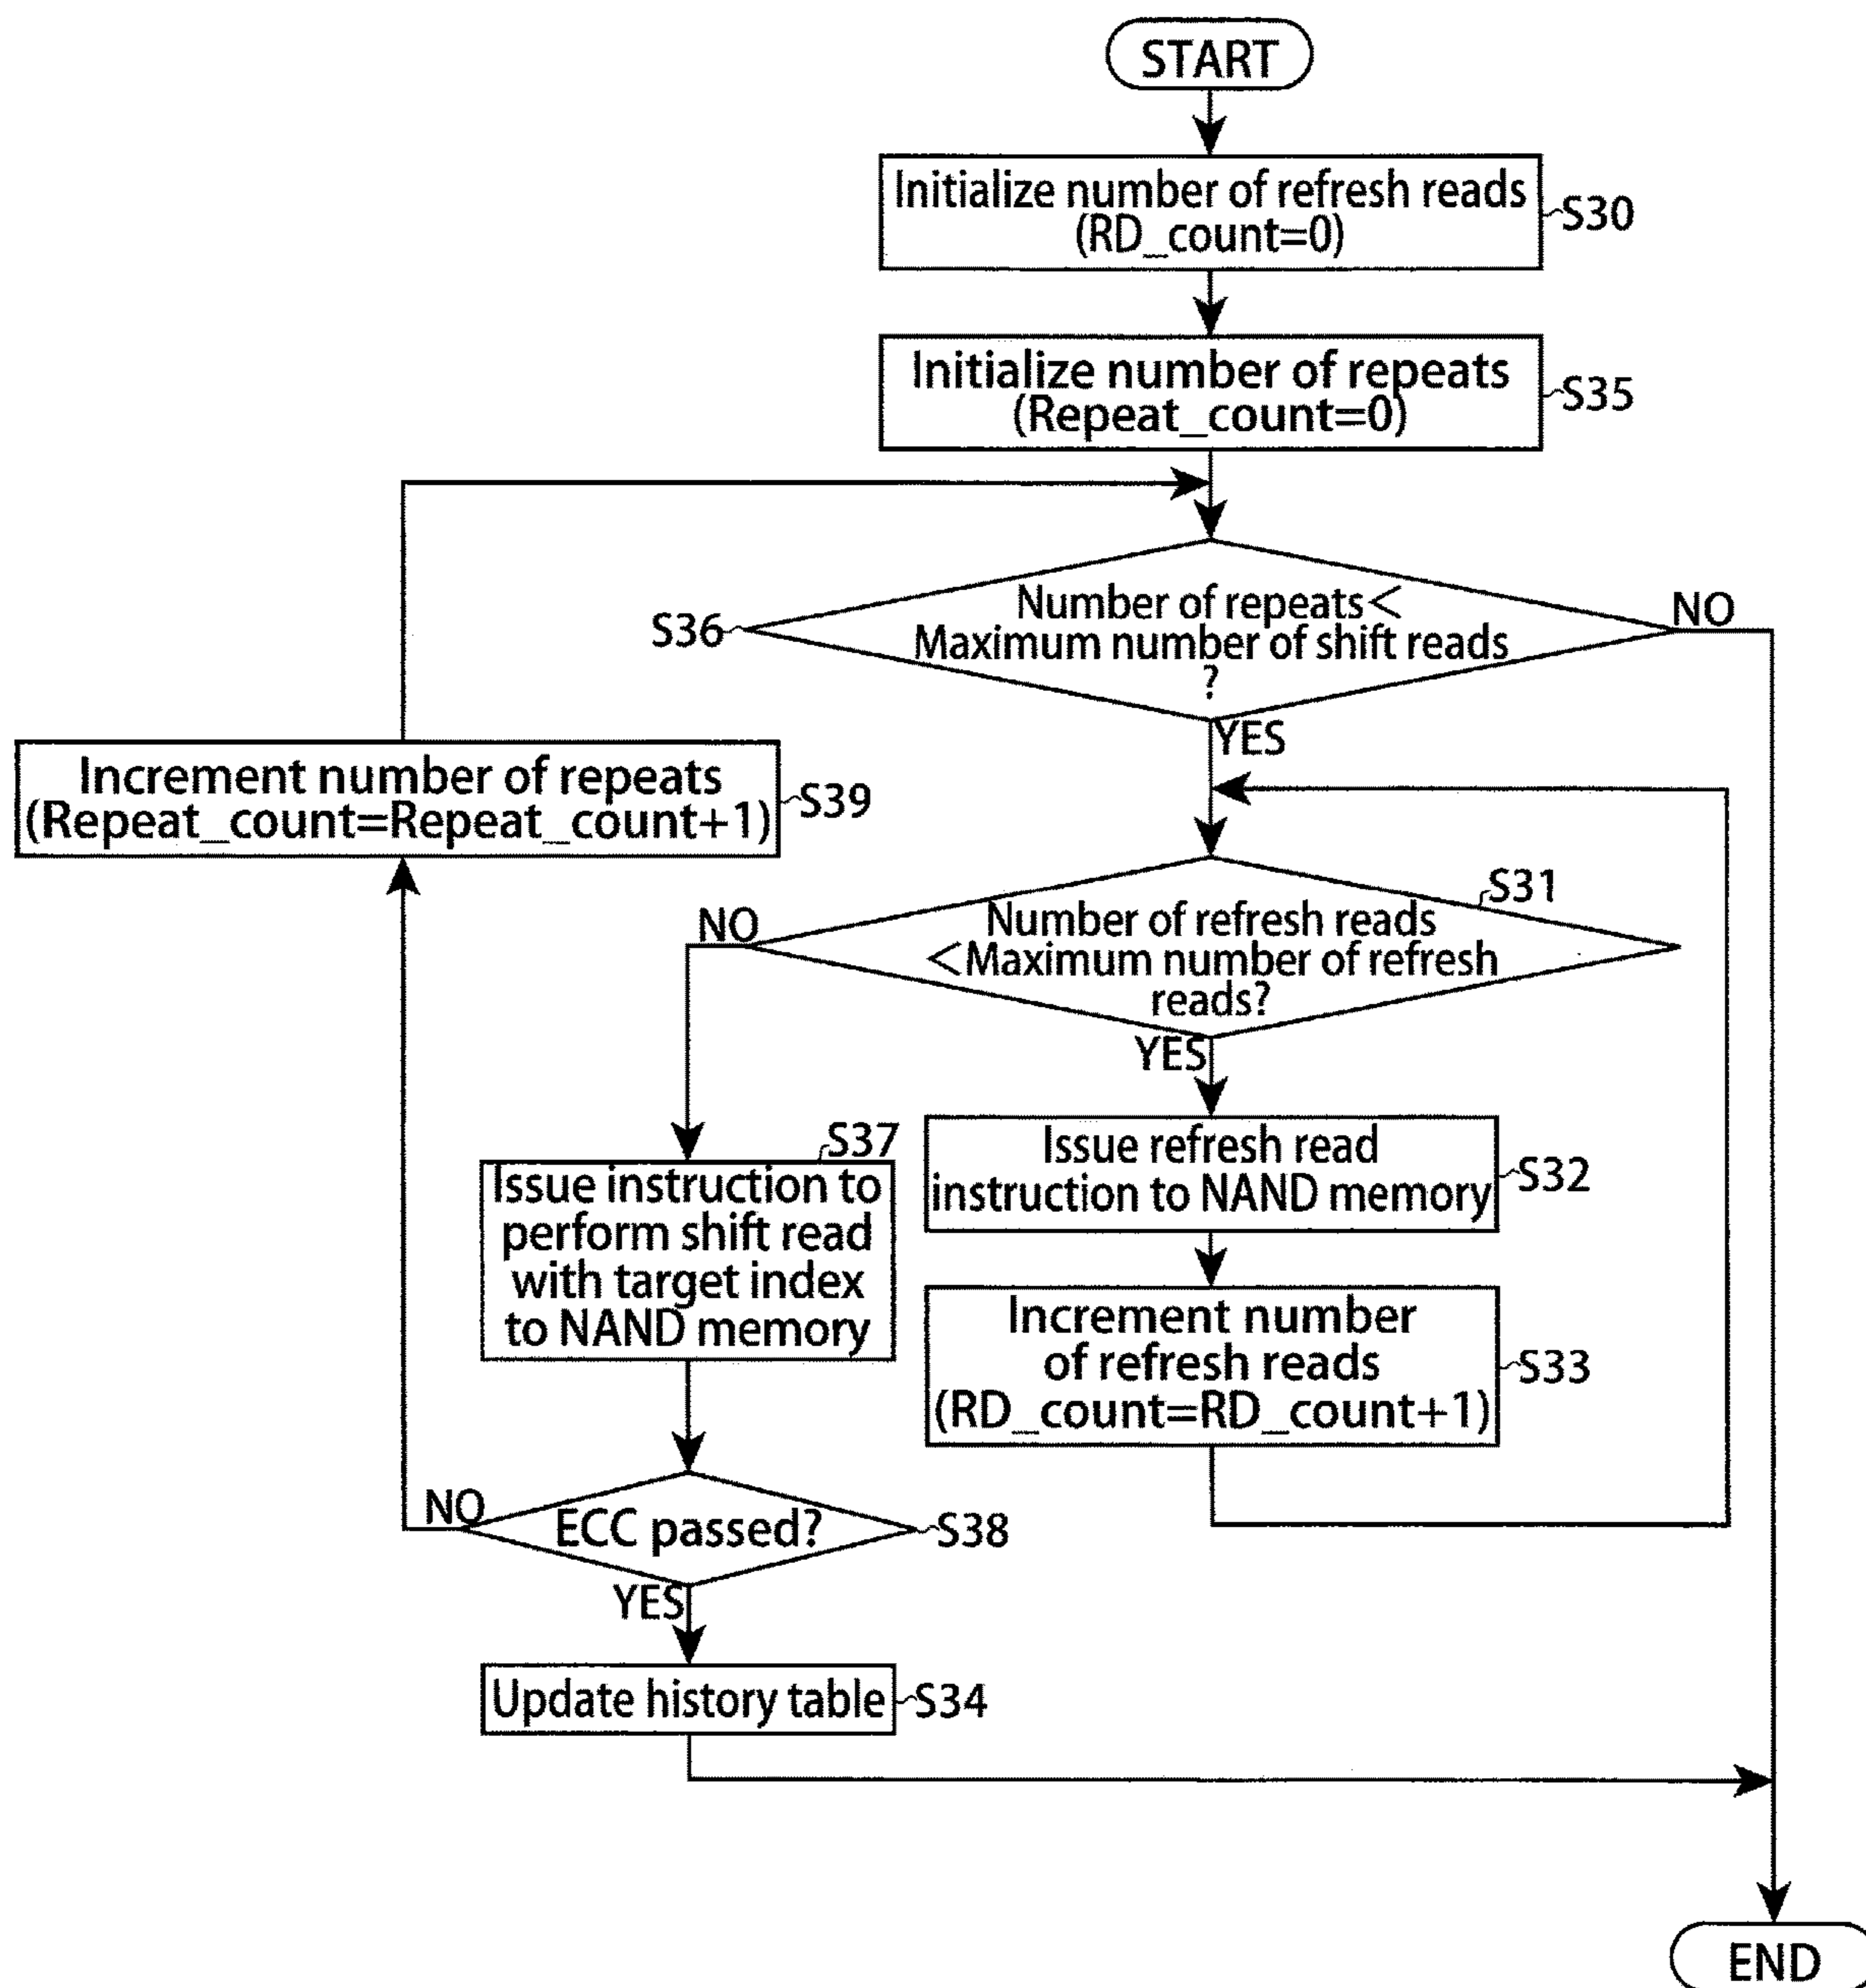 START
Initialize number of refresh reads
(RD_count=0)
S30
Initialize number of repeats
(Repeat_count=0)
S35
Number of repeats<
Maximum number of shift reads
?
S36
NO
YES
Increment number of repeats
(Repeat_count=Repeat_count+1)
S39
S31
Number of refresh reads
<Maximum number of refresh
reads?
NO
YES
S37
Issue instruction to
perform shift read
with target index
to NAND memory
Issue refresh read
instruction to NAND memory
S32
Increment number
of refresh reads
(RD_count=RD_count+1)
S33
NO
ECC passed?
S38
YES
Update history table
S34
END